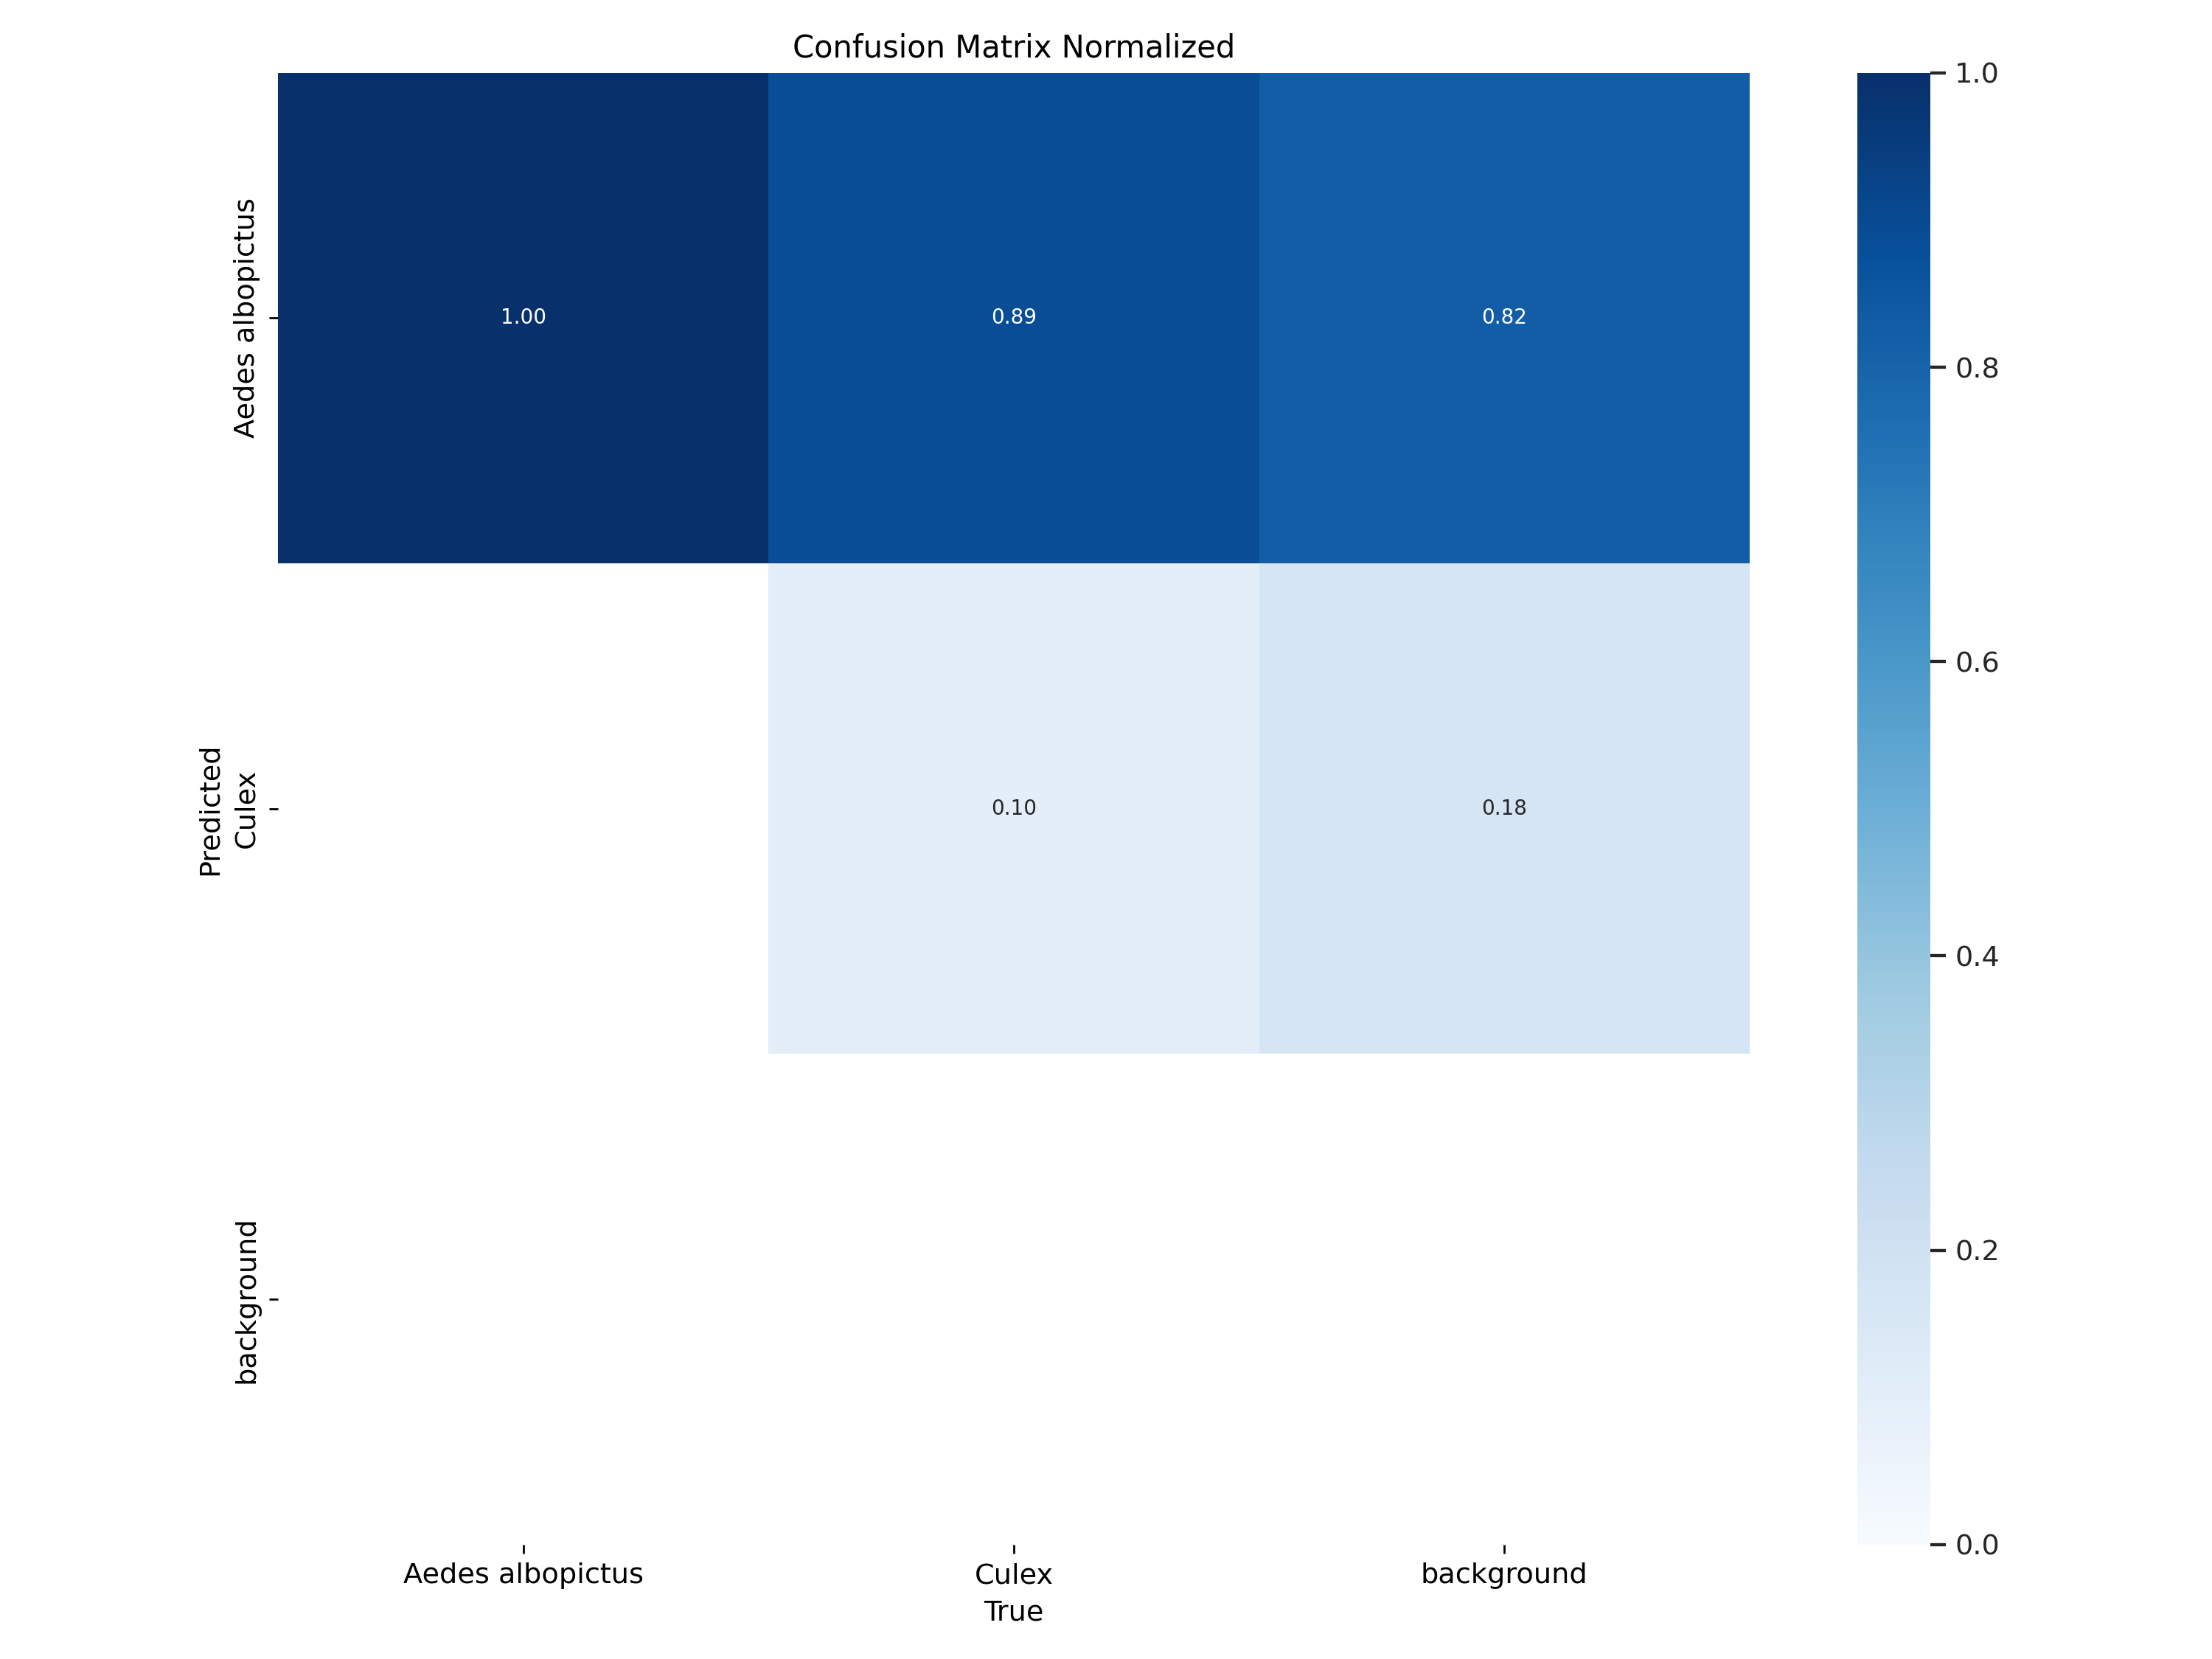 Confusion Matrix Normalized
Aedes albopictus
1.00
0.89
0.82
Predicted
Culex
0.10
0.18
background
Aedes albopictus
Culex
background
True
1.0
0.8
0.6
0.4
0.2
0.0